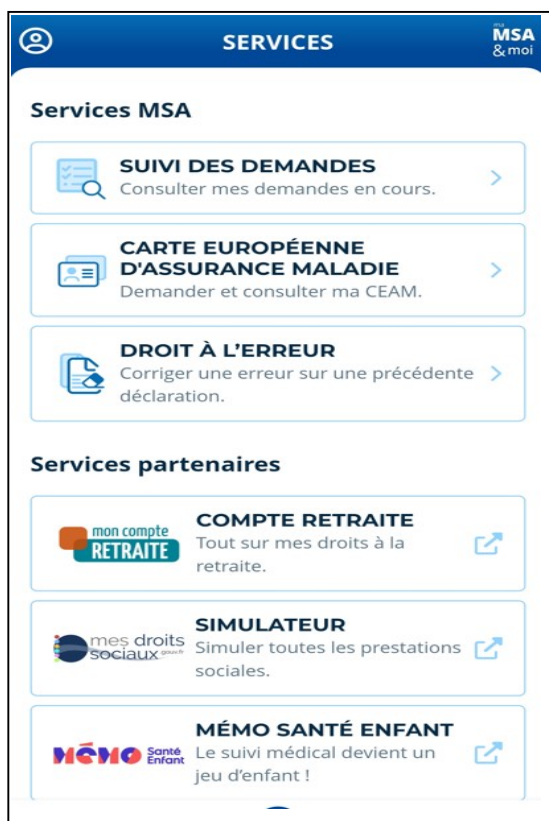 SERVICES
ma
MSA
& moi
Services MSA
SUIVI DES DEMANDES
Consulter mes demandes en cours.
CARTE EUROPÉENNE
D'ASSURANCE MALADIE
Demander et consulter ma CEAM.
DROIT À L’ERREUR
Corriger une erreur sur une précédente
déclaration.
Services partenaires
mon compte
RETRAITE
COMPTE RETRAITE
Tout sur mes droits à la
retraite.
mes droits
sociaux gouv.fr
SIMULATEUR
Simuler toutes les prestations
sociales.
MÉMO Santé
Enfant
MÉMO SANTÉ ENFANT
Le suivi médical devient un
jeu d’enfant !